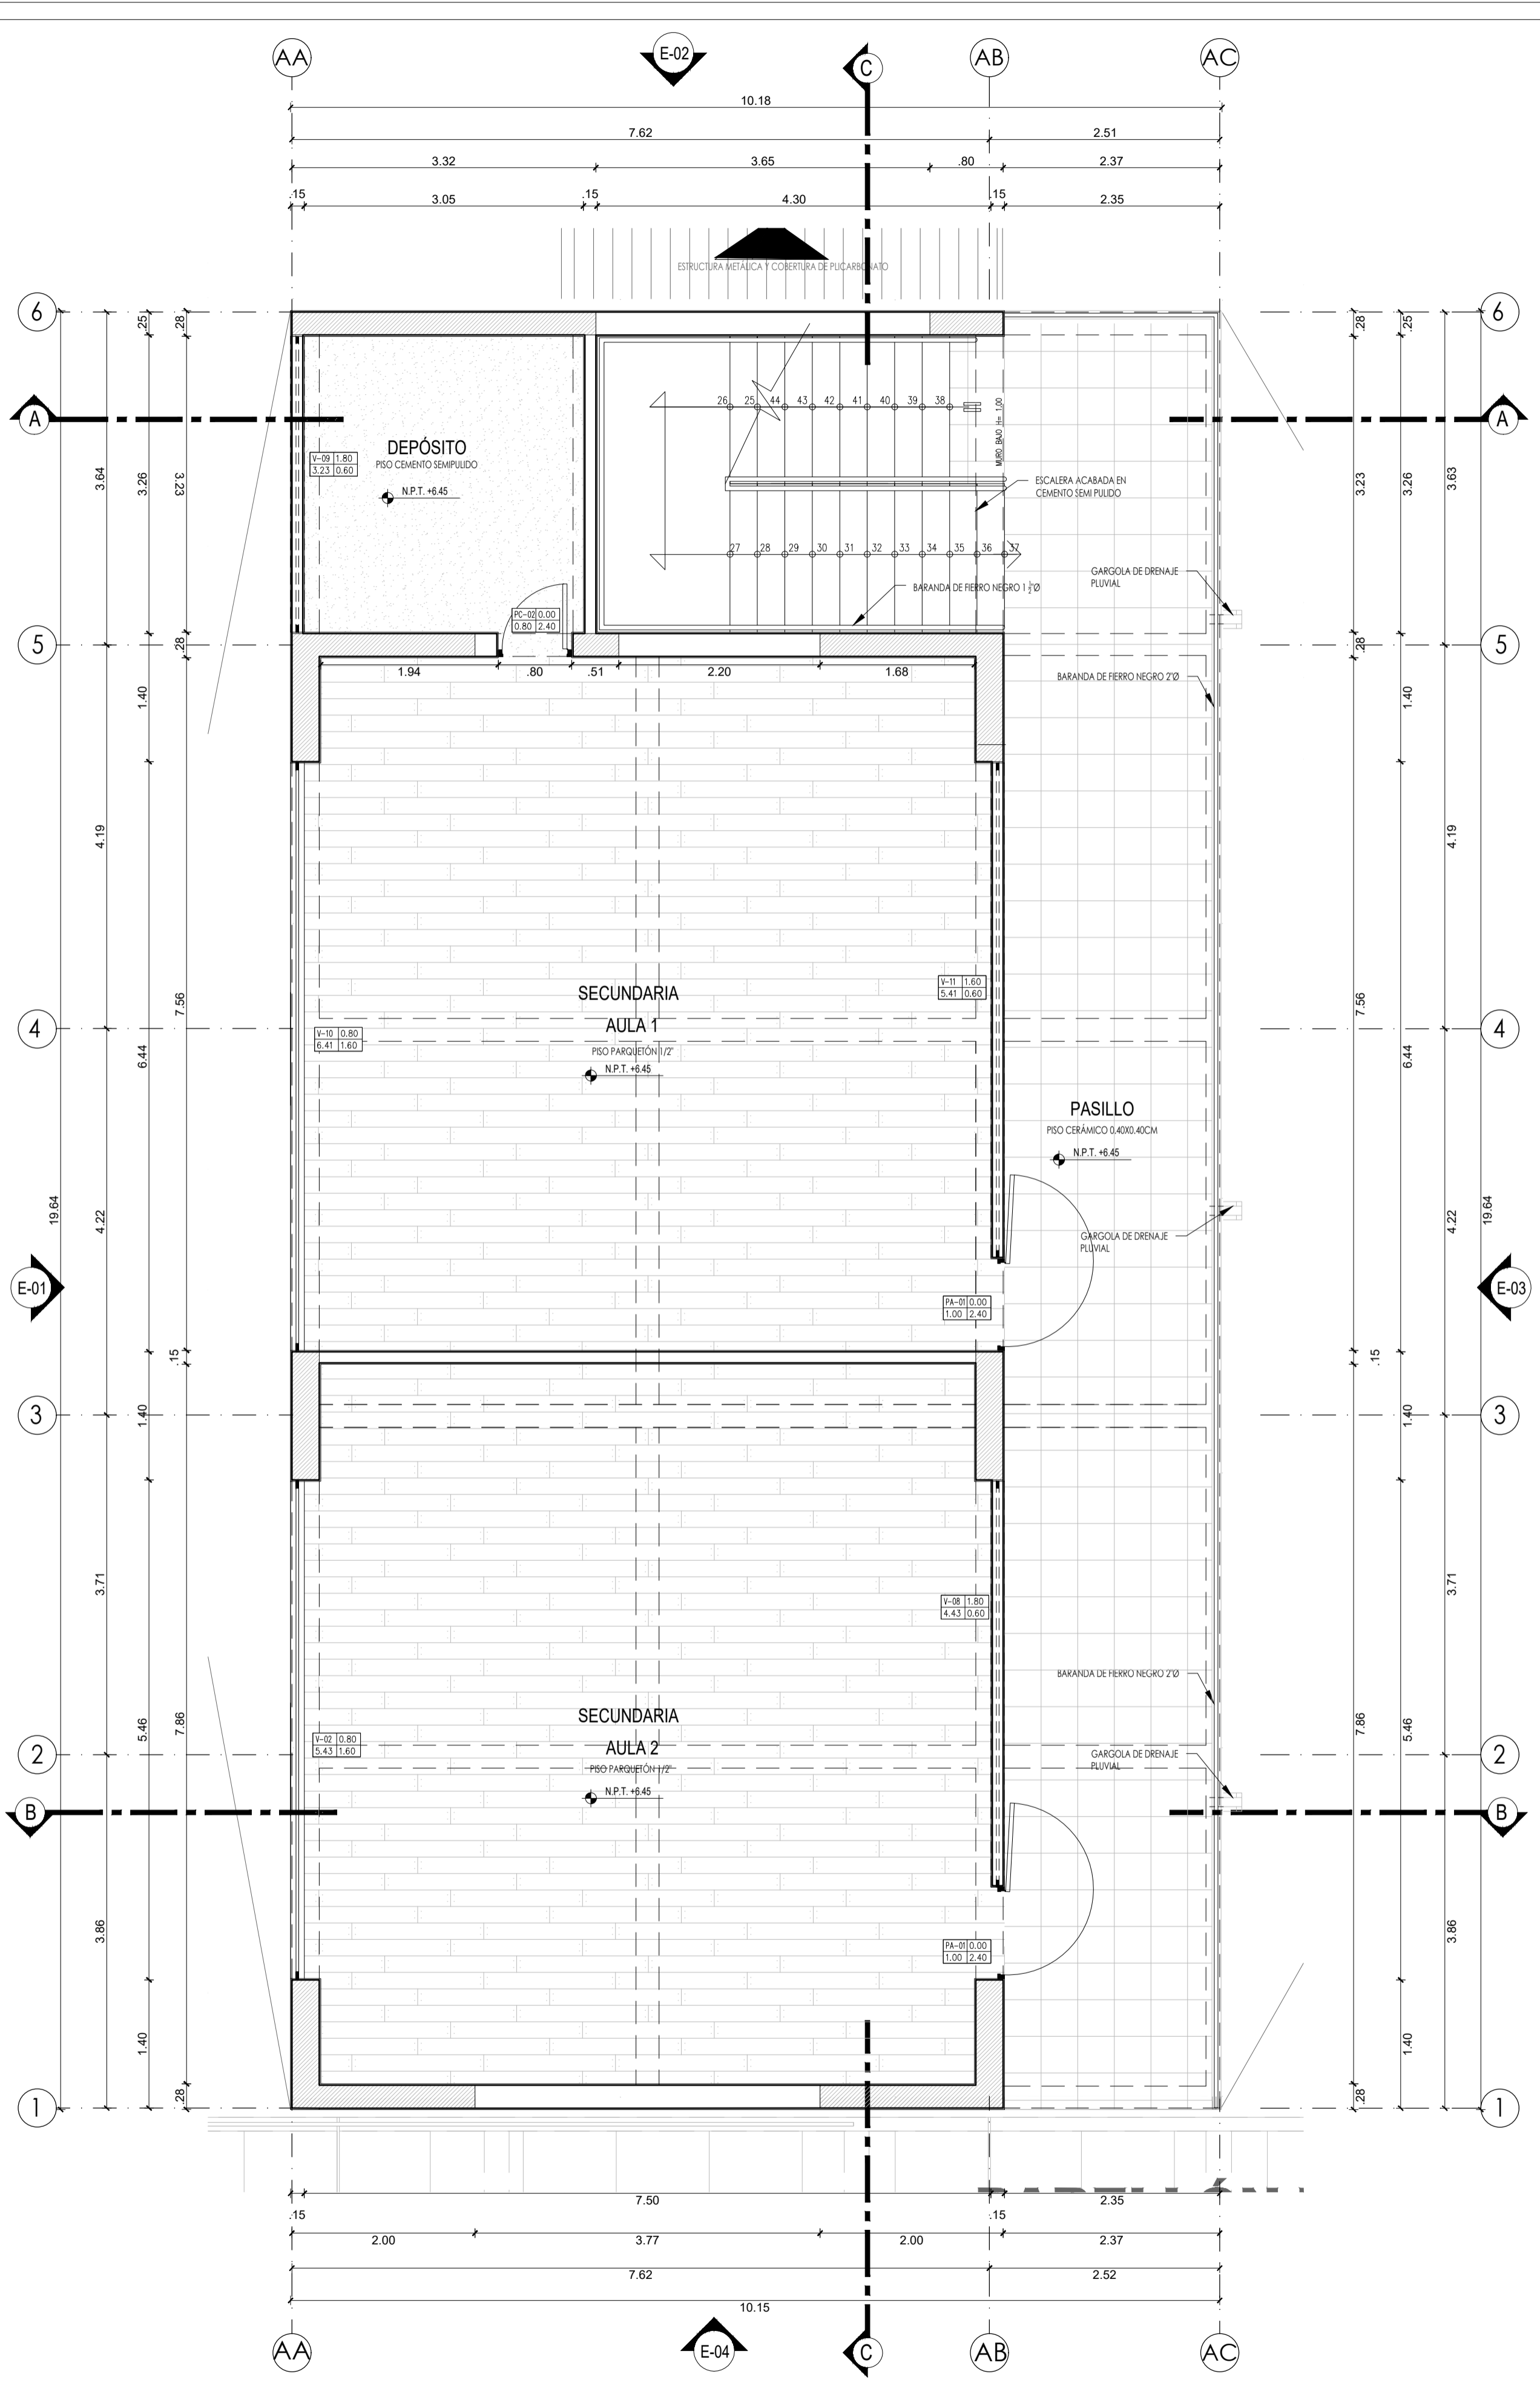 AA
E-02
C
AB
AC
10.18
7.62
2.51
3.32
3.65
.80
2.37
.15
3.05
.15
4.30
.15
2.35
ESTRUCTURA METÁLICA Y COBERTURA DE PLICARBONATO
6
.25
.28
.28
.25
6
A
A
DEPÓSITO
PISO CEMENTO SEMIPULIDO
N.P.T. +6.45
V-09 1.80
3.23 0.60
26 25 44 43 42 41 40 39 38
MURO BAJO H= 1.00
ESCALERA ACABADA EN
CEMENTO SEMI PULIDO
3.64
3.26
3.23
3.23
3.26
3.63
27 28 29 30 31 32 33 34 35 36 37
BARANDA DE FIERRO NEGRO 1 1/2"Ø
GARGOLA DE DRENAJE
PLUVIAL
PC-02 0.00
0.80 2.40
5
.28
.28
5
1.94
.80
.51
2.20
1.68
BARANDA DE FIERRO NEGRO 2"Ø
1.40
1.40
4.19
4.19
7.56
7.56
SECUNDARIA
AULA 1
PISO PARQUETÓN 1/2"
N.P.T. +6.45
V-11 1.60
5.41 0.60
V-10 0.80
6.41 1.60
4
4
6.44
6.44
PASILLO
PISO CERÁMICO 0.40X0.40CM
N.P.T. +6.45
19.64
4.22
4.22
19.64
GARGOLA DE DRENAJE
PLUVIAL
E-01
E-03
PA-01 0.00
1.00 2.40
.15
.15
3
1.40
1.40
3
3.71
3.71
V-08 1.80
4.43 0.60
BARANDA DE FIERRO NEGRO 2"Ø
SECUNDARIA
AULA 2
PISO PARQUETÓN 1/2"
N.P.T. +6.45
V-02 0.80
5.43 1.60
5.46
7.86
7.86
5.46
2
GARGOLA DE DRENAJE
PLUVIAL
2
B
B
3.86
3.86
PA-01 0.00
1.00 2.40
1.40
1.40
.28
.28
1
1
7.50
2.35
.15
.15
2.00
3.77
2.00
2.37
7.62
2.52
10.15
AA
E-04
C
AB
AC